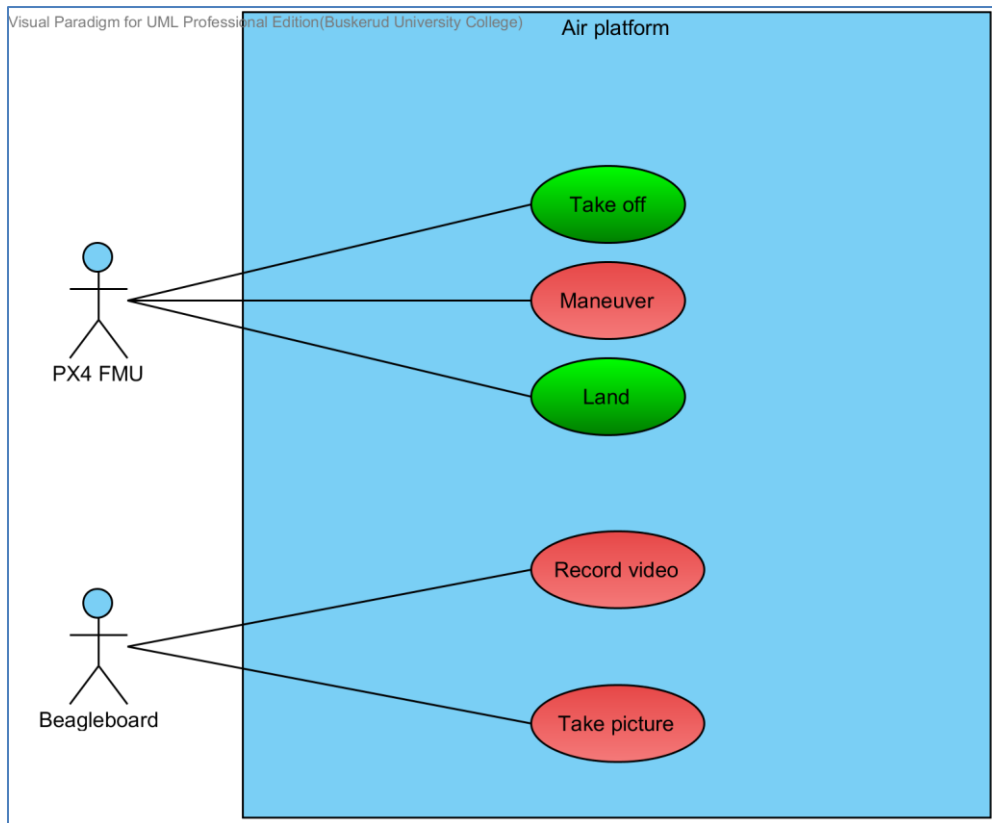 Visual Paradigm for UML Professional Edition(Buskerud University College)
Air platform
Take off
Maneuver
Land
PX4 FMU
Record video
Take picture
Beagleboard